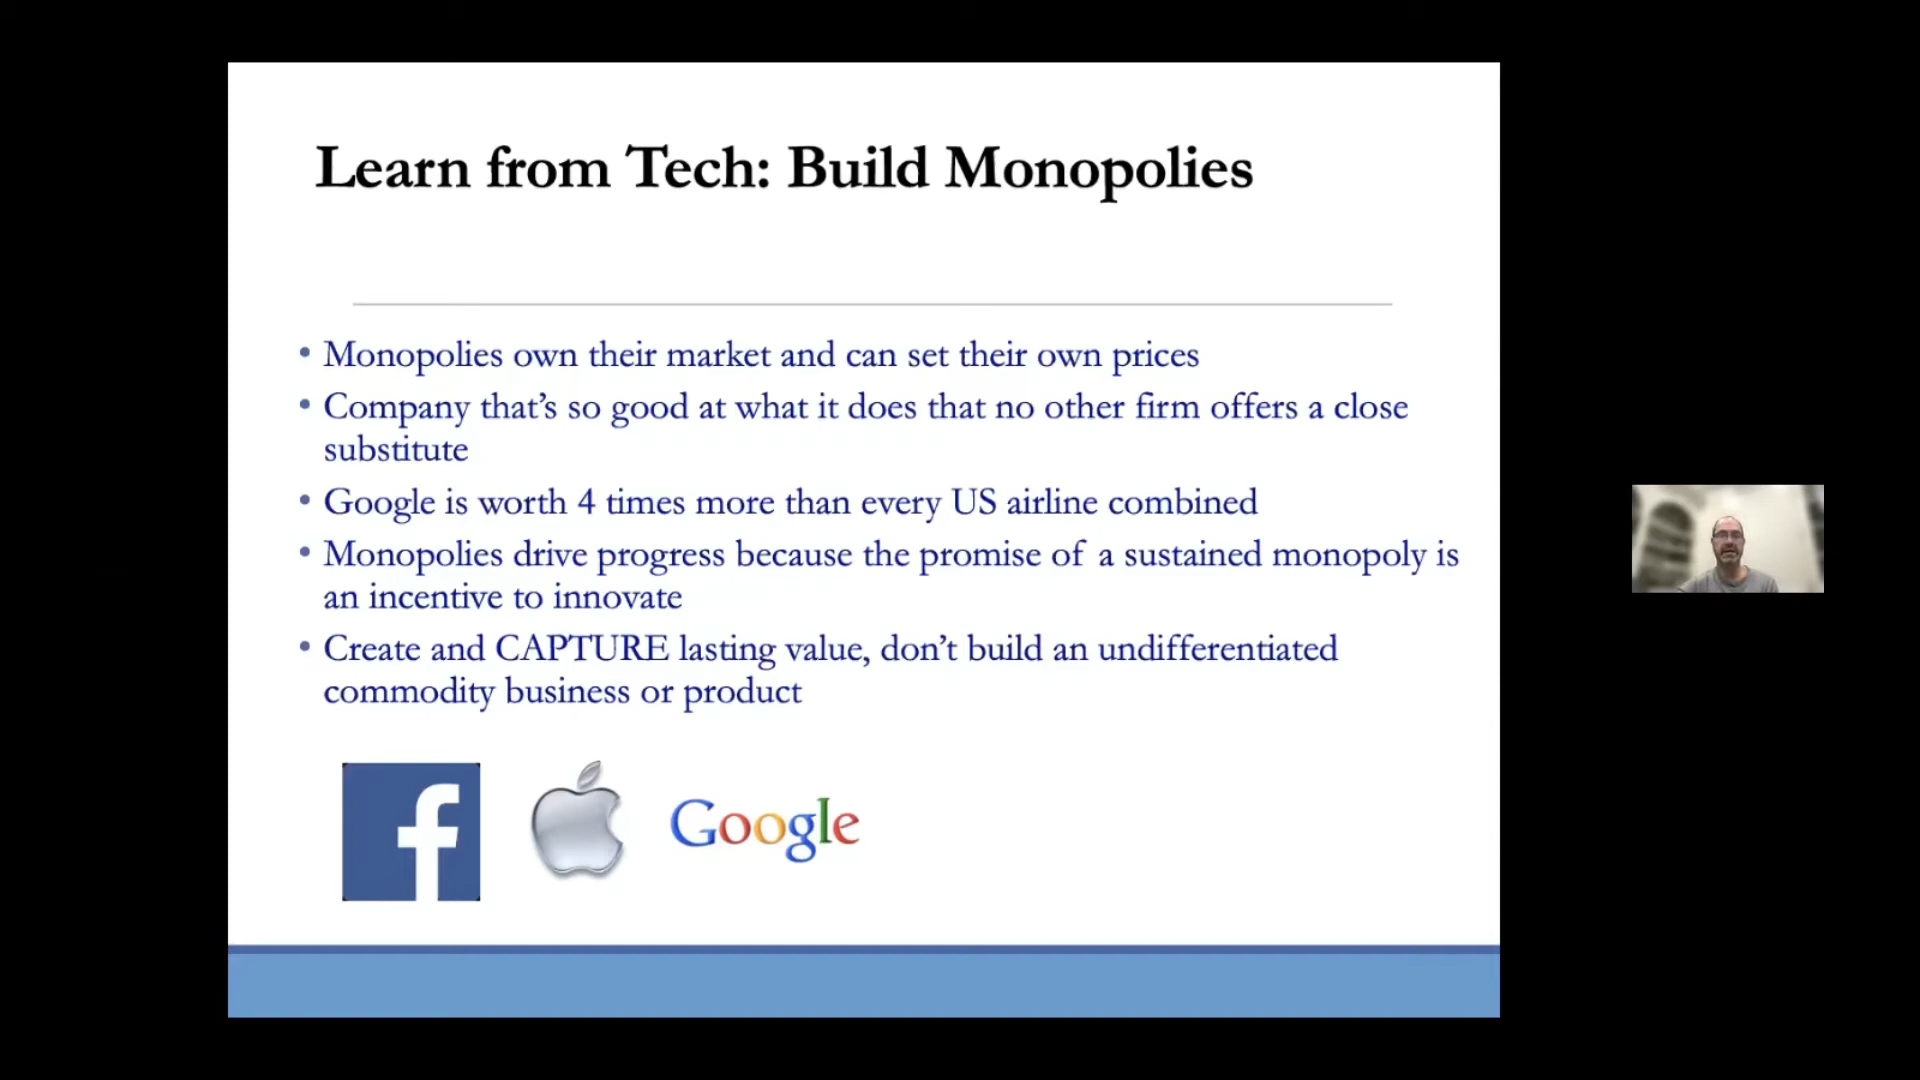 Learn from Tech: Build Monopolies
• Monopolies own their market and can set their own prices
• Company that’s so good at what it does that no other firm offers a close
substitute
• Google is worth 4 times more than every US airline combined
• Monopolies drive progress because the promise of a sustained monopoly is
an incentive to innovate
• Create and CAPTURE lasting value, don’t build an undifferentiated
commodity business or product
f
Google